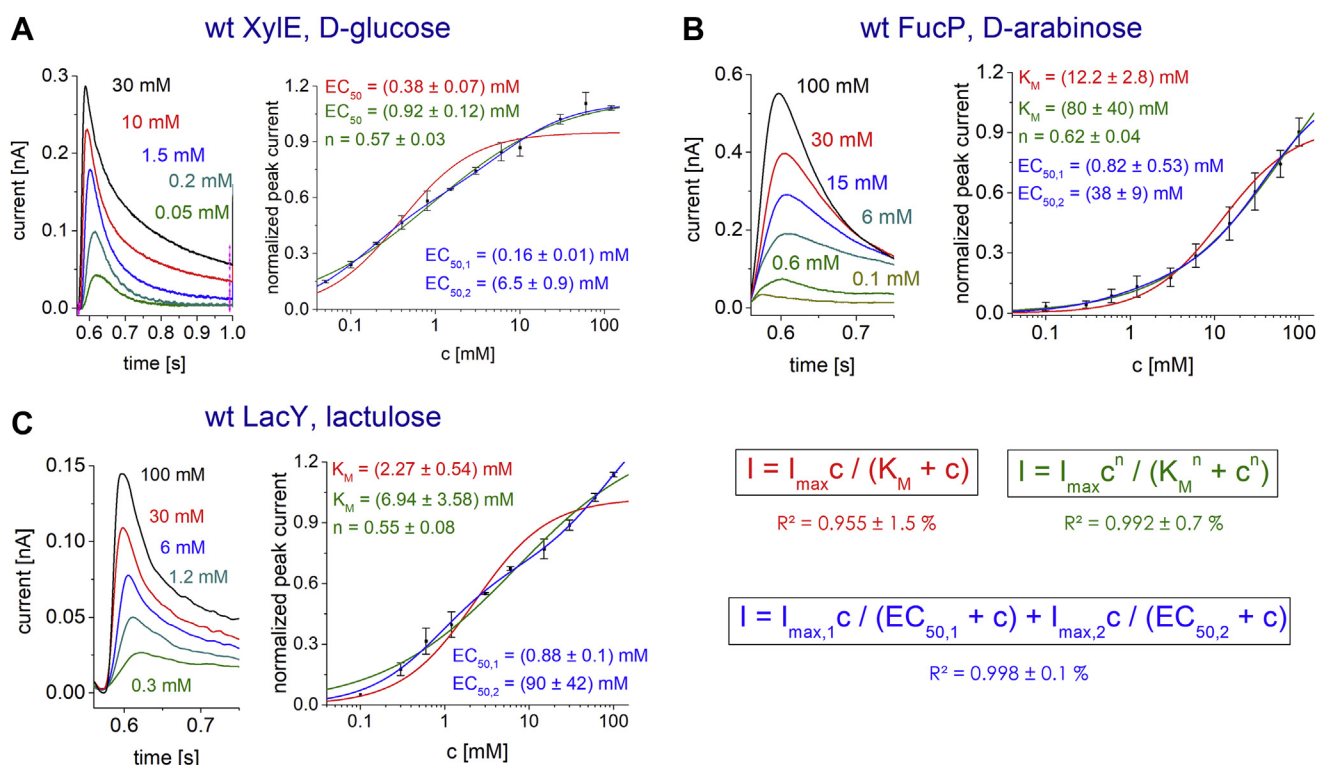 A
wt XylE, D-glucose
0.3
0.2
0.1
0.0
current [nA]
30 mM
10 mM
1.5 mM
0.2 mM
0.05 mM
0.6 0.7 0.8 0.9 1.0
time [s]
1.2
0.9
0.6
0.3
0.0
normalized peak current
EC50 = (0.38 ± 0.07) mM
EC50 = (0.92 ± 0.12) mM
n = 0.57 ± 0.03
EC50,1 = (0.16 ± 0.01) mM
EC50,2 = (6.5 ± 0.9) mM
0.1 1 10 100
c [mM]
B
wt FucP, D-arabinose
0.6
0.4
0.2
0.0
current [nA]
100 mM
30 mM
15 mM
6 mM
0.6 mM
0.1 mM
0.6 0.7
time [s]
1.2
0.9
0.6
0.3
0.0
normalized peak current
KM = (12.2 ± 2.8) mM
KM = (80 ± 40) mM
n = 0.62 ± 0.04
EC50,1 = (0.82 ± 0.53) mM
EC50,2 = (38 ± 9) mM
0.1 1 10 100
c [mM]
C
wt LacY, lactulose
0.15
0.10
0.05
0.00
current [nA]
100 mM
30 mM
6 mM
1.2 mM
0.3 mM
0.6 0.7
time [s]
1.2
0.9
0.6
0.3
0.0
normalized peak current
KM = (2.27 ± 0.54) mM
KM = (6.94 ± 3.58) mM
n = 0.55 ± 0.08
EC50,1 = (0.88 ± 0.1) mM
EC50,2 = (90 ± 42) mM
0.1 1 10 100
c [mM]
I = Imaxc / (KM + c)
R² = 0.955 ± 1.5 %
I = Imaxcⁿ / (KMⁿ + cⁿ)
R² = 0.992 ± 0.7 %
I = Imax,1c / (EC50,1 + c) + Imax,2c / (EC50,2 + c)
R² = 0.998 ± 0.1 %